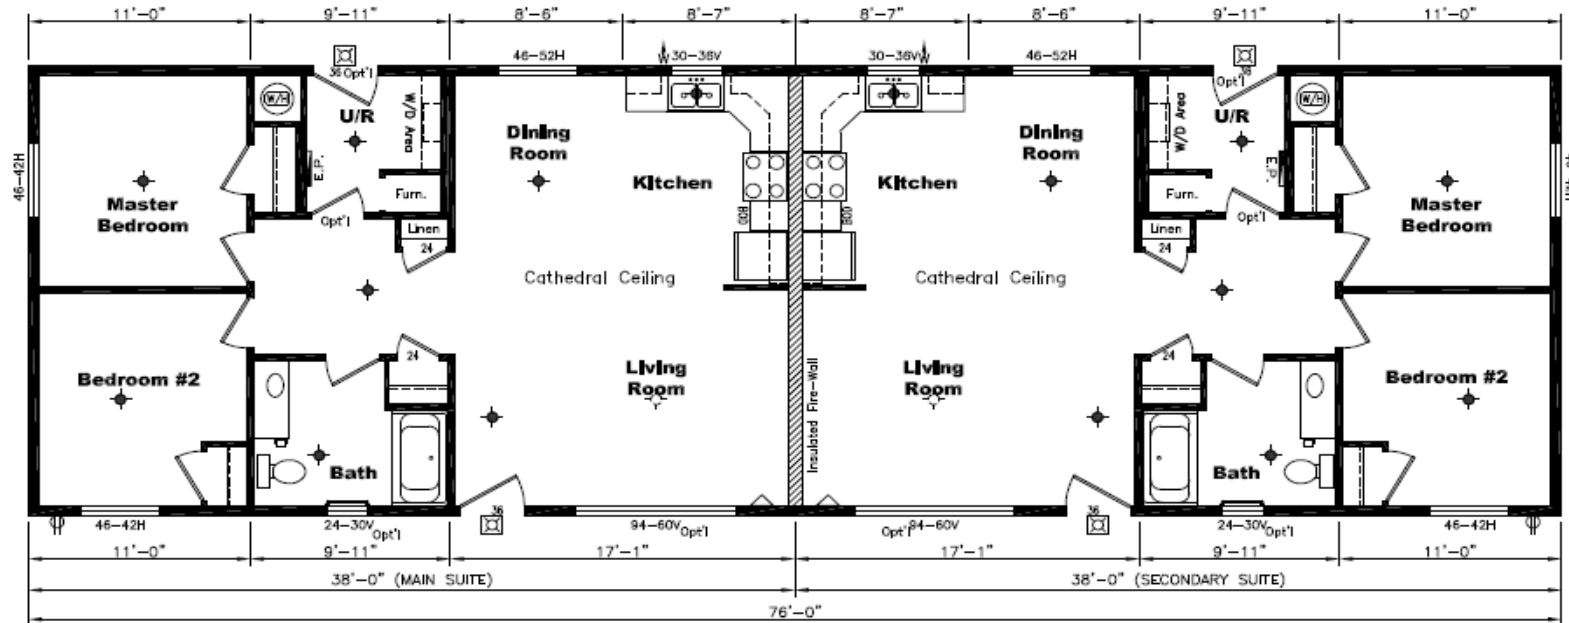 11'-0" 9'-11" 8'-6" 8'-7" 8'-7" 8'-6" 9'-11" 11'-0"
46-52H 30-36V 30-36V 46-52H
36 Opt'l 36 Opt'l
W/H U/R W/D Area W/D Area U/R W/H
Dining Room
Dining Room
Kitchen Kitchen
46-42H
E.P. E.P.
Furn. Furn.
Master Bedroom
Master Bedroom
Opt'l Linen 24
Linen 24 Opt'l
Cathedral Ceiling Cathedral Ceiling
24 24
Bedroom #2
Living Room
Living Room
Bedroom #2
Insulated Fire-Wall
Bath Bath
36 36
46-42H 24-30V Opt'l 94-60V Opt'l Opt'l 94-60V 24-30V Opt'l 46-42H
11'-0" 9'-11" 17'-1" 17'-1" 9'-11" 11'-0"
38'-0" (MAIN SUITE) 38'-0" (SECONDARY SUITE)
76'-0"